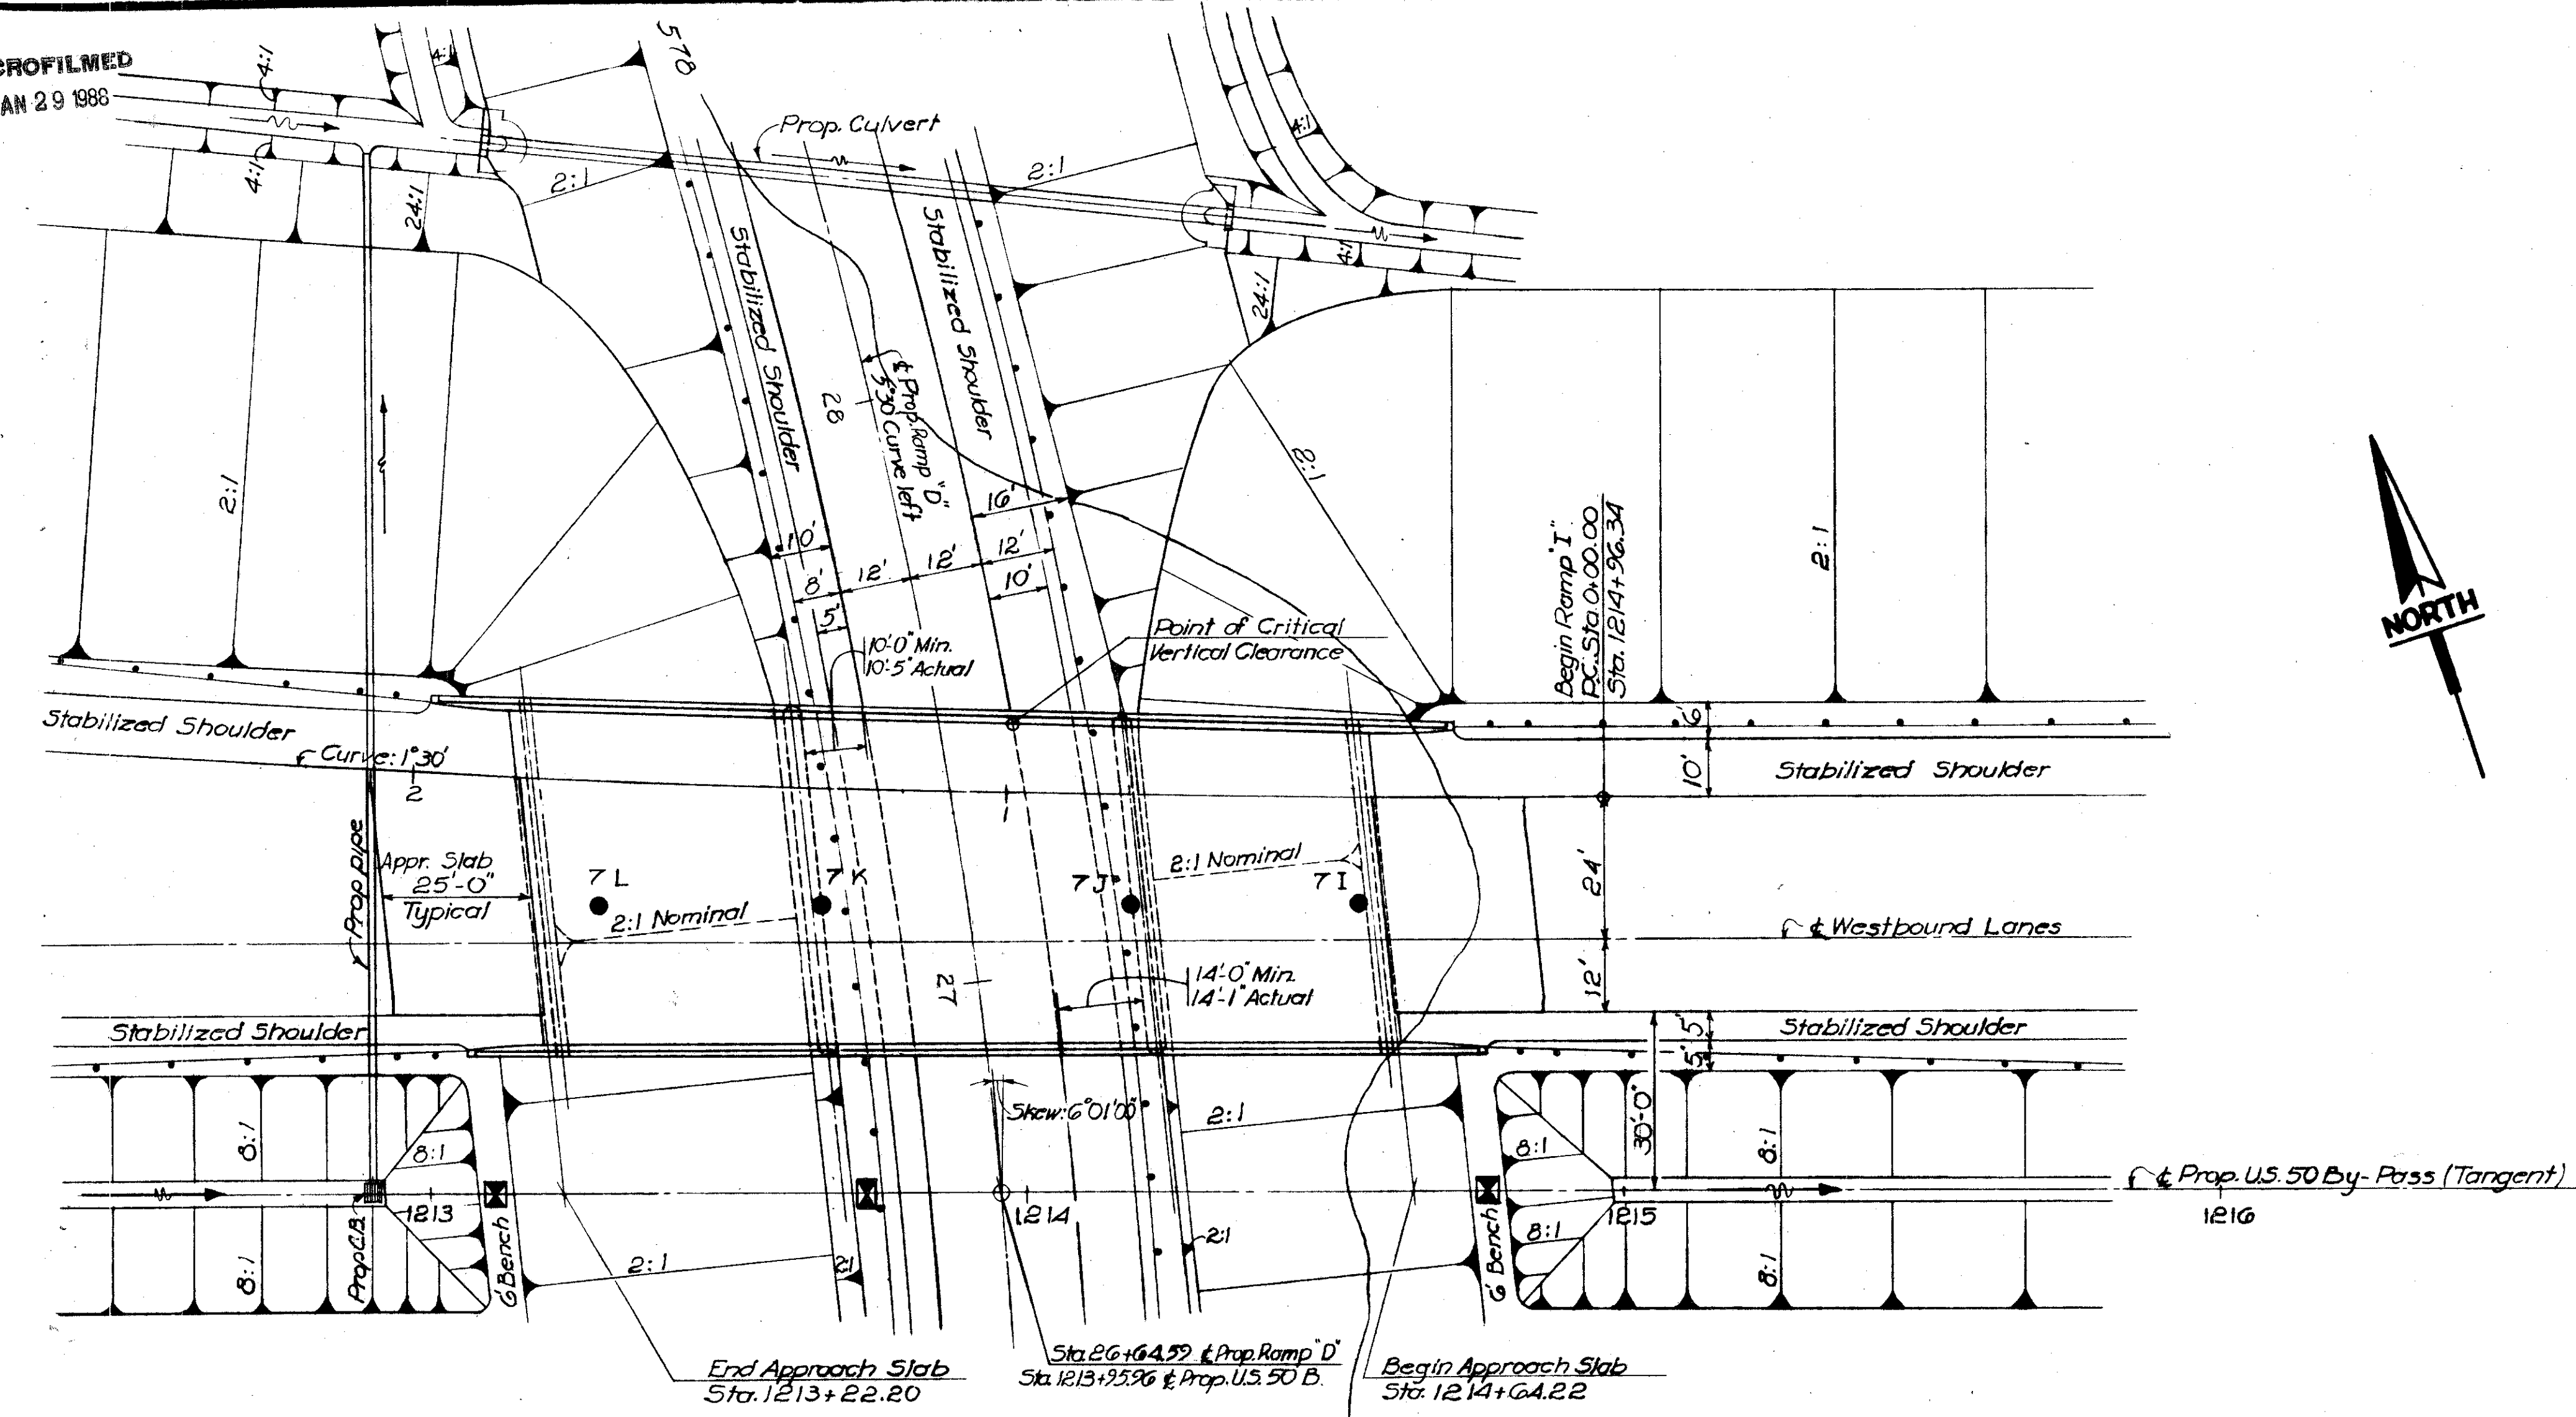 CROFILMED
AN 29 1988
4:1
4:1
578
Prop. Culvert
4:1
4:1
2:1
2:1
24:1
4:1
24:1
Stabilized Shoulder
Stabilized Shoulder
28
℄ Prop. Ramp "D"
5°30' Curve left
2:1
2:1
2:1
16'
10'
12'
12'
12'
8'
10'
5'
Begin Ramp "I"
P.C. Sta. 0+00.00
Sta. 1214+96.34
NORTH
10'-0" Min.
10'-5" Actual
Point of Critical
Vertical Clearance
Stabilized Shoulder
Curve: 1°30'
2
1
6'
10'
Stabilized Shoulder
Prop. pipe
Appr. Slab
25'-0"
Typical
7 L
7 K
7 J
7 I
2:1 Nominal
2:1 Nominal
24'
℄ Westbound Lanes
27
14'-0" Min.
14'-1" Actual
12'
Stabilized Shoulder
5'
5'
Stabilized Shoulder
Skew: 6°01'00"
30'-0"
8:1
8:1
2:1
8:1
8:1
1213
1214
1215
1216
℄ Prop. U.S. 50 By-Pass (Tangent)
Prop. C.B.
6' Bench
8:1
2:1
2:1
2:1
6' Bench
8:1
8:1
End Approach Slab
Sta. 1213+22.20
Sta. 26+64.59 ℄ Prop. Ramp "D"
Sta. 1213+95.96 ℄ Prop. U.S. 50 B.
Begin Approach Slab
Sta. 1214+64.22